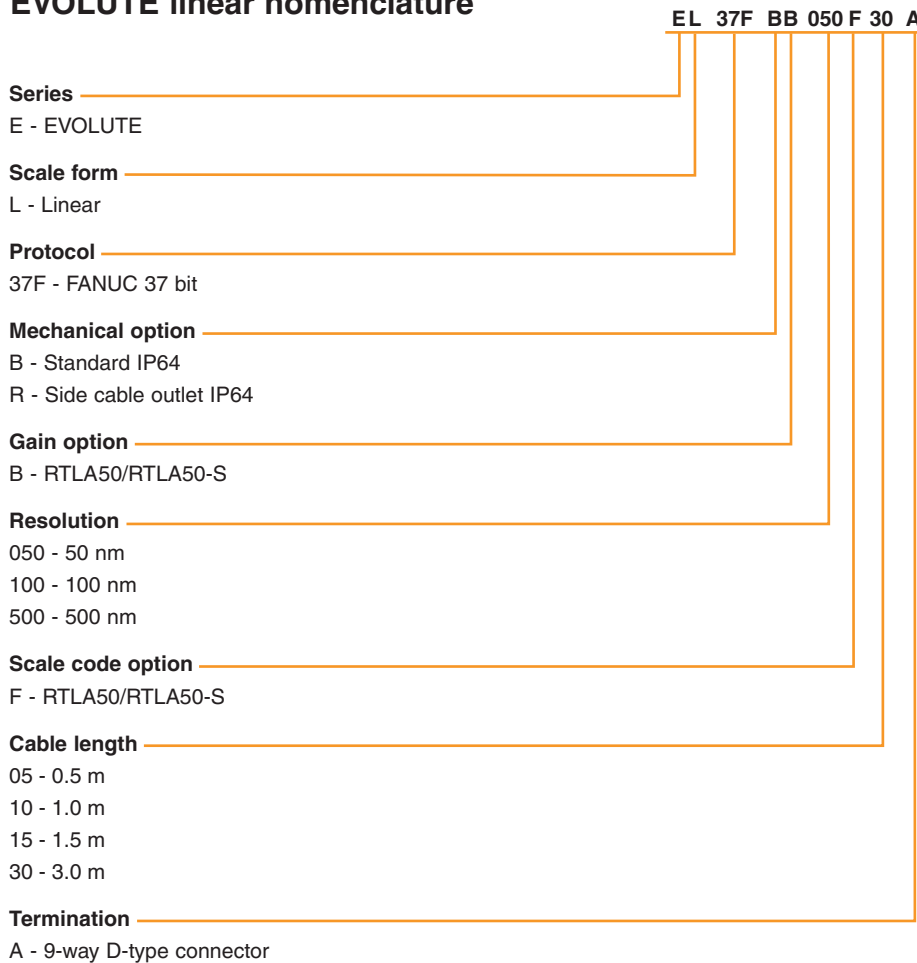 EVOLUTE linear nomenclature
EL 37F BB 050 F 30 A
Series
E - EVOLUTE
Scale form
L - Linear
Protocol
37F - FANUC 37 bit
Mechanical option
B - Standard IP64
R - Side cable outlet IP64
Gain option
B - RTLA50/RTLA50-S
Resolution
050 - 50 nm
100 - 100 nm
500 - 500 nm
Scale code option
F - RTLA50/RTLA50-S
Cable length
05 - 0.5 m
10 - 1.0 m
15 - 1.5 m
30 - 3.0 m
Termination
A - 9-way D-type connector